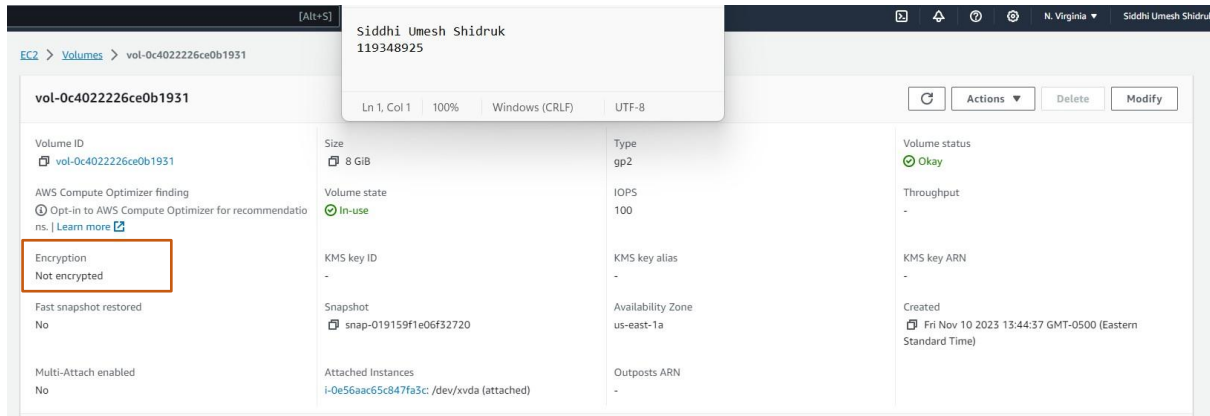 [Alt+S]
N. Virginia ▼
Siddhi Umesh Shidruk
Siddhi Umesh Shidruk
119348925
Ln 1, Col 1
100%
Windows (CRLF)
UTF-8
EC2 > Volumes > vol-0c4022226ce0b1931
vol-0c4022226ce0b1931
Actions ▼
Delete
Modify
Volume ID
vol-0c4022226ce0b1931
Size
8 GiB
Type
gp2
Volume status
Okay
AWS Compute Optimizer finding
Opt-in to AWS Compute Optimizer for recommendatio
ns. | Learn more
Volume state
In-use
IOPS
100
Throughput
-
Encryption
Not encrypted
KMS key ID
-
KMS key alias
-
KMS key ARN
-
Fast snapshot restored
No
Snapshot
snap-019159f1e06f32720
Availability Zone
us-east-1a
Created
Fri Nov 10 2023 13:44:37 GMT-0500 (Eastern
Standard Time)
Multi-Attach enabled
No
Attached Instances
i-0e56aac65c847fa3c: /dev/xvda (attached)
Outposts ARN
-